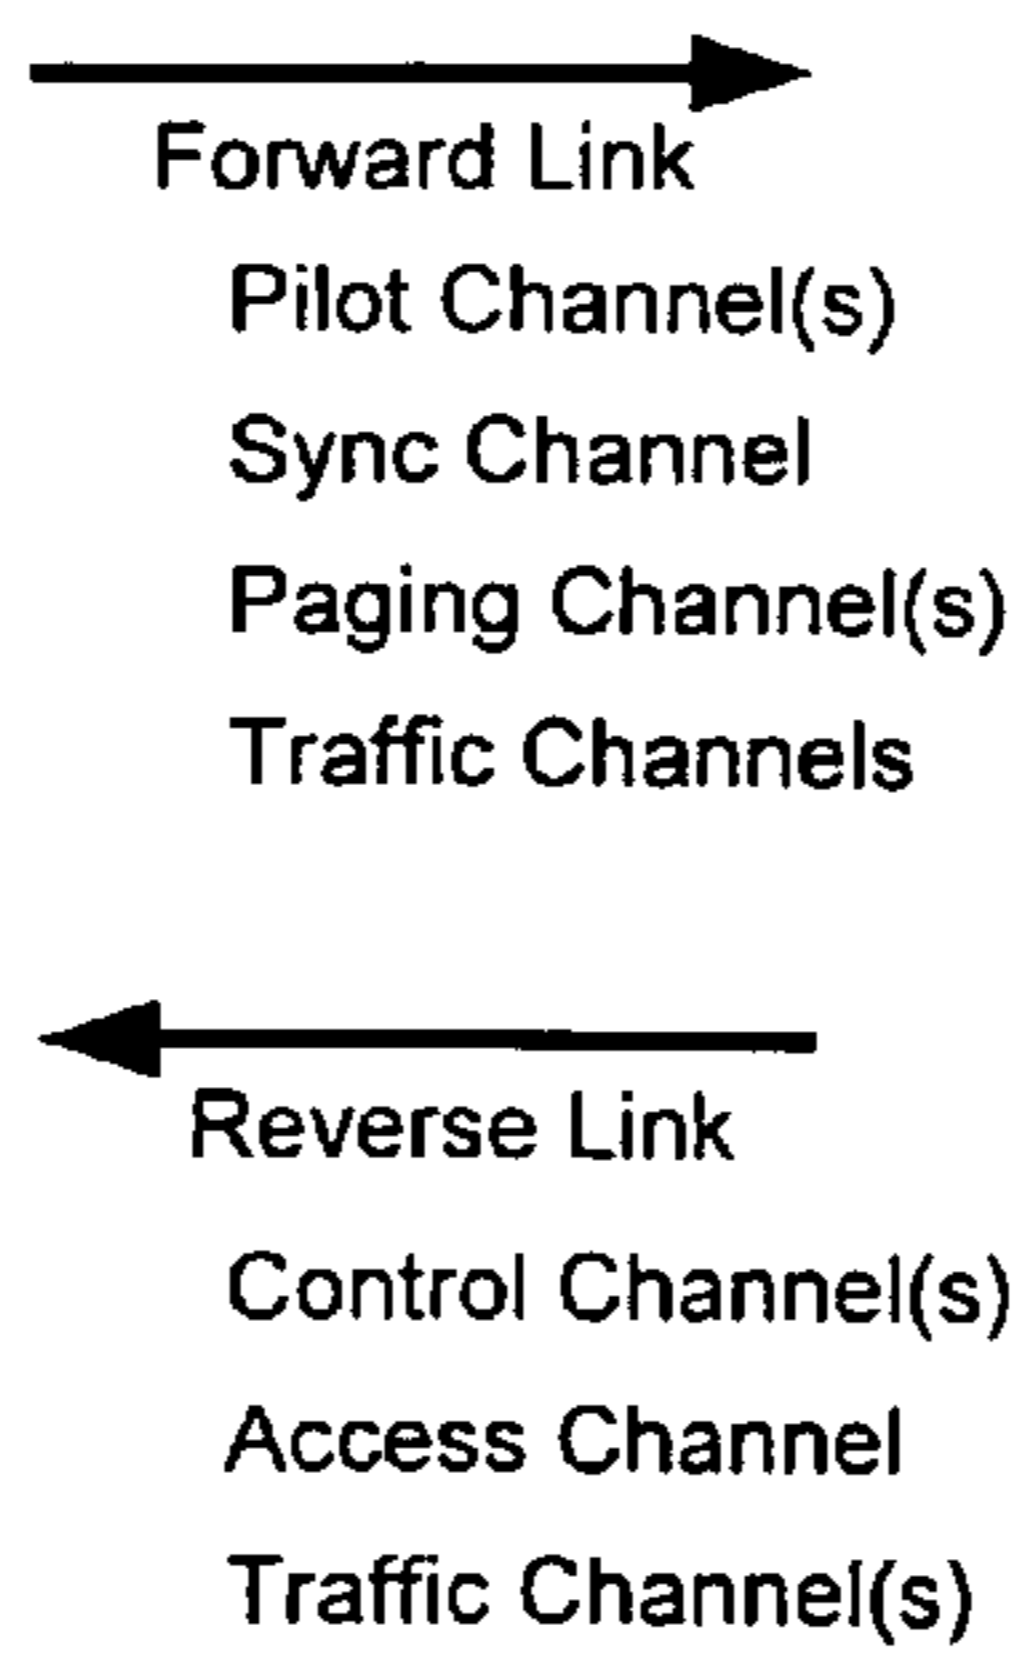 Forward Link
Pilot Channel(s)
Sync Channel
Paging Channel(s)
Traffic Channels
Reverse Link
Control Channel(s)
Access Channel
Traffic Channel(s)